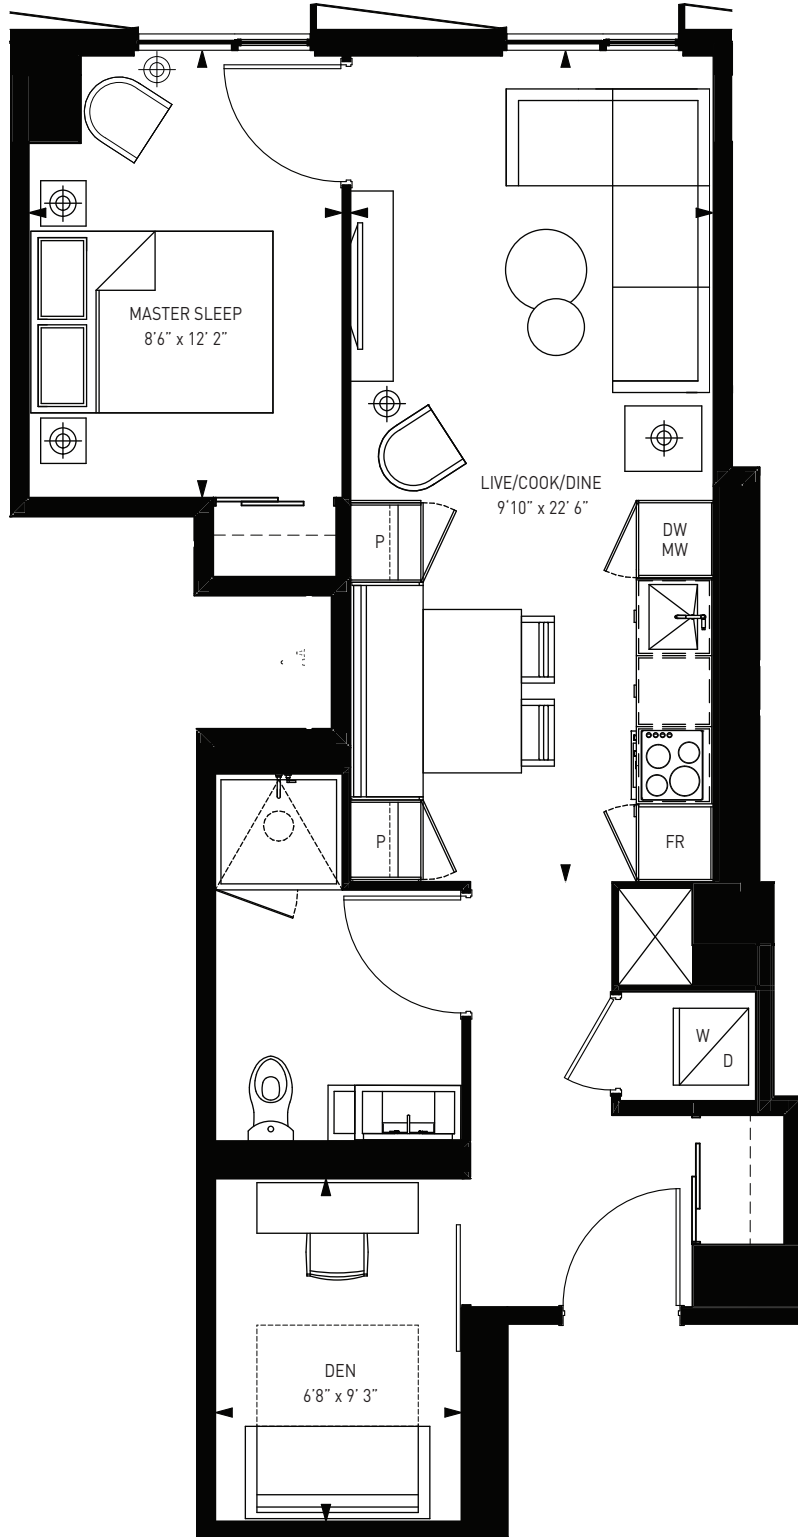 MASTER SLEEP
8'6" x 12' 2"
LIVE/COOK/DINE
9'10" x 22' 6"
P
DW
MW
P
FR
W
D
DEN
6'8" x 9' 3"